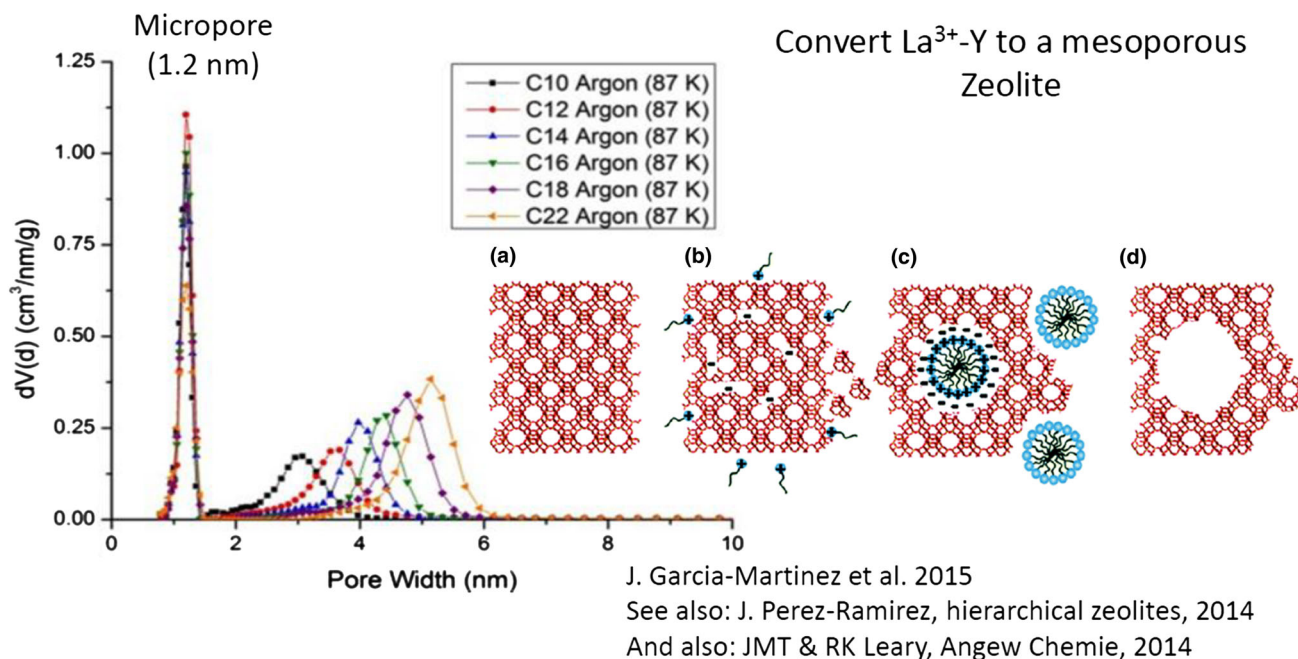 Micropore
(1.2 nm)
Convert La³⁺-Y to a mesoporous
Zeolite
1.25
1.00
0.75
0.50
0.25
0.00
dV(d) (cm³/nm/g)
C10 Argon (87 K)
C12 Argon (87 K)
C14 Argon (87 K)
C16 Argon (87 K)
C18 Argon (87 K)
C22 Argon (87 K)
(a)
(b)
(c)
(d)
0
2
4
6
8
10
Pore Width (nm)
J. Garcia-Martinez et al. 2015
See also: J. Perez-Ramirez, hierarchical zeolites, 2014
And also: JMT & RK Leary, Angew Chemie, 2014